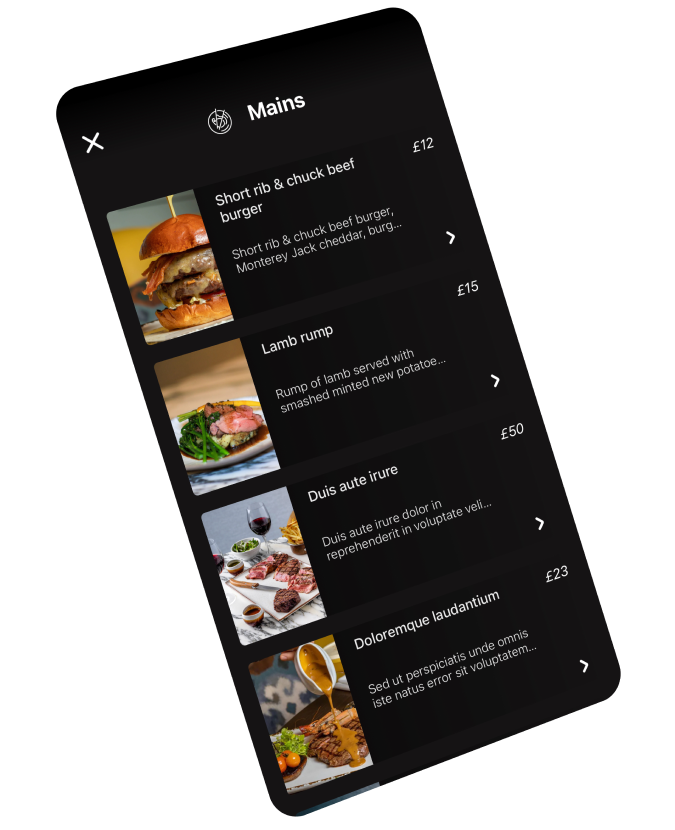 Mains
£12
Short rib & chuck beef
burger
Short rib & chuck beef burger,
Monterey Jack cheddar, burg...
£15
Lamb rump
Rump of lamb served with
smashed minted new potatoe...
£50
Duis aute irure
Duis aute irure dolor in
reprehenderit in voluptate veli...
£23
Doloremque laudantium
Sed ut perspiciatis unde omnis
iste natus error sit voluptatem...